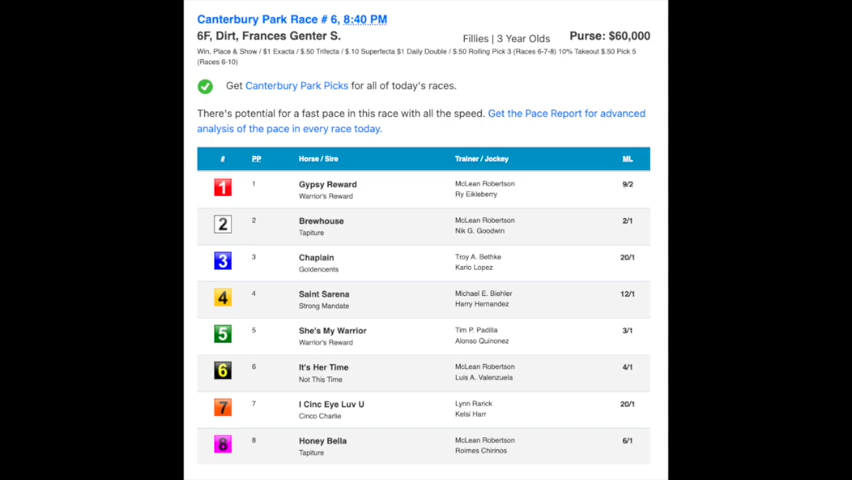 Canterbury Park Race # 6, 8:40 PM
6F, Dirt, Frances Genter S.
Fillies | 3 Year Olds
Purse: $60,000
Win, Place & Show / $1 Exacta / $.50 Trifecta / $.10 Superfecta $1 Daily Double / $.50 Rolling Pick 3 (Races 6-7-8) 10% Takeout $.50 Pick 5
(Races 6-10)
Get Canterbury Park Picks for all of today's races.
There's potential for a fast pace in this race with all the speed. Get the Pace Report for advanced
analysis of the pace in every race today.
# PP Horse / Sire Trainer / Jockey ML
1 1 Gypsy Reward McLean Robertson 9/2
Warrior's Reward Ry Eikleberry
2 2 Brewhouse McLean Robertson 2/1
Tapiture Nik G. Goodwin
3 3 Chaplain Troy A. Bethke 20/1
Goldencents Karlo Lopez
4 4 Saint Sarena Michael E. Biehler 12/1
Strong Mandate Harry Hernandez
5 5 She's My Warrior Tim P. Padilla 3/1
Warrior's Reward Alonso Quinonez
6 6 It's Her Time McLean Robertson 4/1
Not This Time Luis A. Valenzuela
7 7 I Cinc Eye Luv U Lynn Rarick 20/1
Cinco Charlie Kelsi Harr
8 8 Honey Bella McLean Robertson 6/1
Tapiture Roimes Chirinos